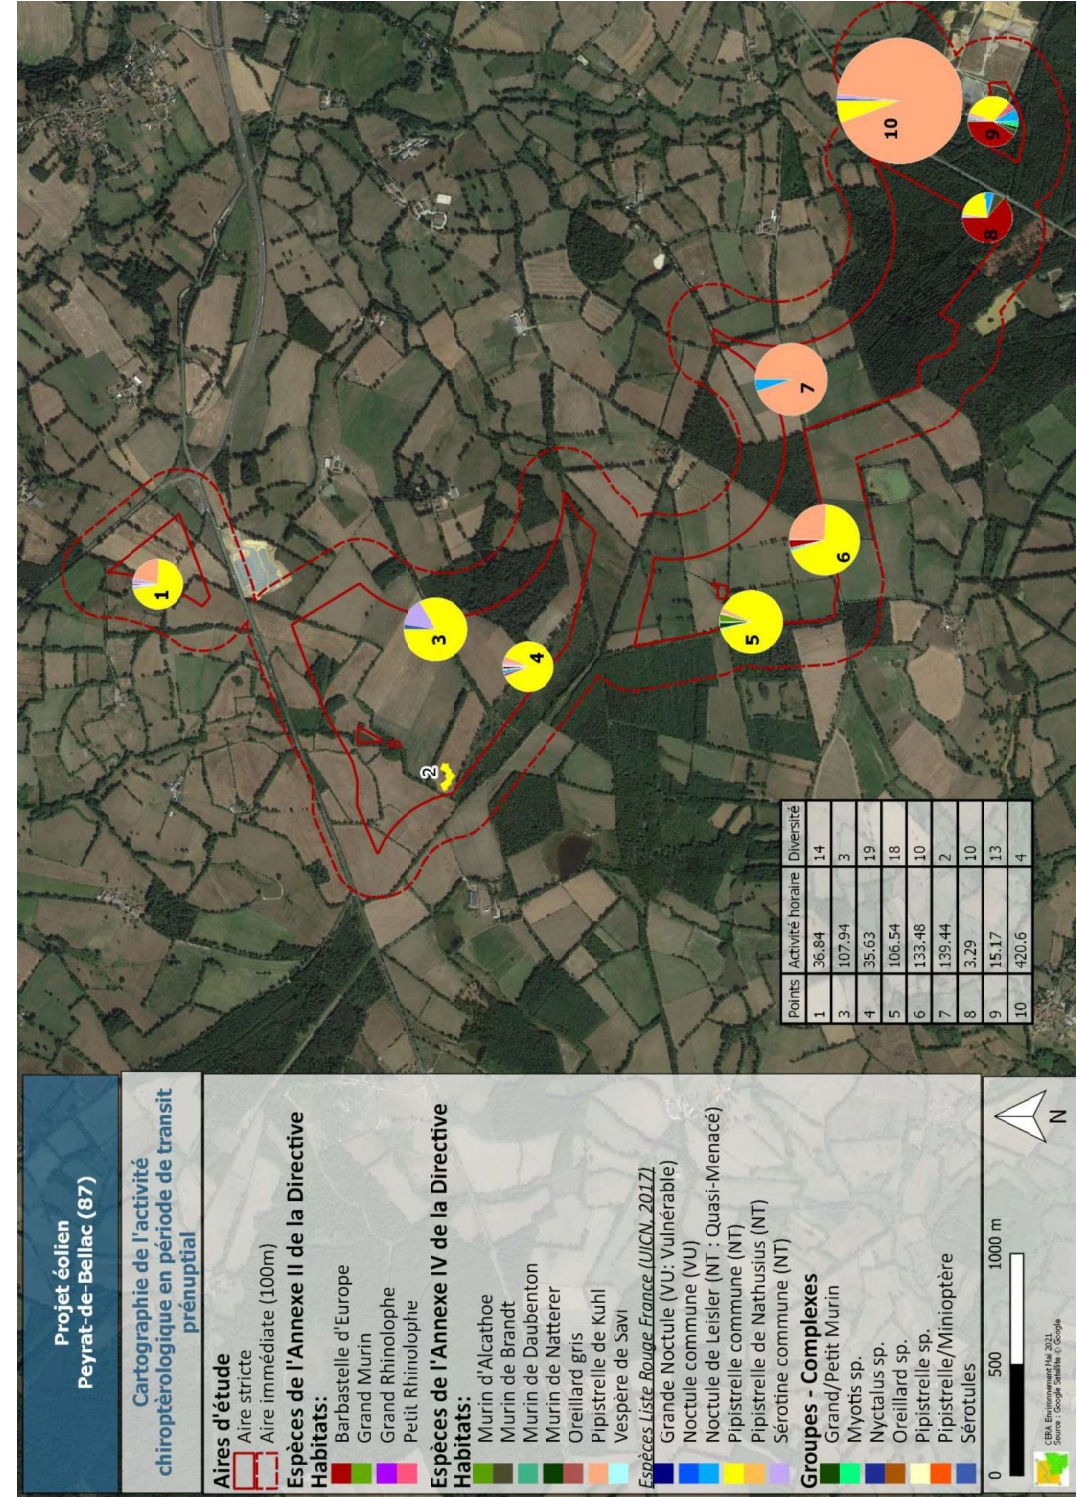 Projet éolien
Peyrat-de-Bellac (87)
Cartographie de l'activité
chiroptérologique en période de transit
prénuptial
Aires d'étude
Aire stricte
Aire immédiate (100m)
Espèces de l'Annexe II de la Directive
Habitats:
Barbastelle d'Europe
Grand Murin
Grand Rhinolophe
Petit Rhinolophe
Espèces de l'Annexe IV de la Directive
Habitats:
Murin d'Alcathoe
Murin de Brandt
Murin de Daubenton
Murin de Natterer
Oreillard gris
Pipistrelle de Kuhl
Vespère de Savi
Espèces Liste Rouge France (UICN, 2017)
Grande Noctule (VU: Vulnérable)
Noctule commune (VU)
Noctule de Leisler (NT : Quasi-Menacé)
Pipistrelle commune (NT)
Pipistrelle de Nathusius (NT)
Sérotine commune (NT)
Groupes - Complexes
Grand/Petit Murin
Myotis sp.
Nyctalus sp.
Oreillard sp.
Pipistrelle sp.
Pipistrelle/Minioptère
Sérotules
0 500 1000 m
N
CERA Environnement Mai 2021
Source : Google Satellite © Google
Points Activité horaire Diversité
1 36.84 14
3 107.94 3
4 35.63 19
5 106.54 18
6 133.48 10
7 139.44 2
8 3.29 10
9 15.17 13
10 420.6 4
1
2
3
4
5
6
7
8
9
10